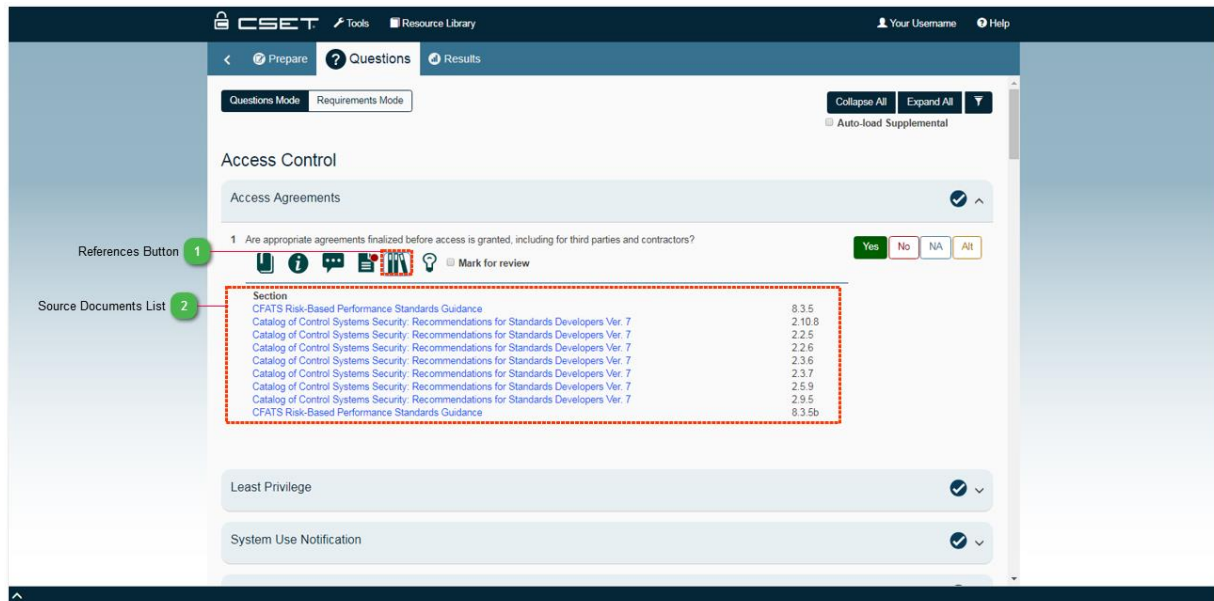 CSET Tools Resource Library Your Username Help
Prepare ? Questions Results
Questions Mode Requirements Mode
Collapse All Expand All
Auto-load Supplemental
Access Control
Access Agreements
1 Are appropriate agreements finalized before access is granted, including for third parties and contractors?
Yes No NA Alt
References Button 1
Mark for review
Source Documents List 2
Section
CFATS Risk-Based Performance Standards Guidance 8.3.5
Catalog of Control Systems Security: Recommendations for Standards Developers Ver. 7 2.10.8
Catalog of Control Systems Security: Recommendations for Standards Developers Ver. 7 2.2.5
Catalog of Control Systems Security: Recommendations for Standards Developers Ver. 7 2.2.6
Catalog of Control Systems Security: Recommendations for Standards Developers Ver. 7 2.3.6
Catalog of Control Systems Security: Recommendations for Standards Developers Ver. 7 2.3.7
Catalog of Control Systems Security: Recommendations for Standards Developers Ver. 7 2.5.9
Catalog of Control Systems Security: Recommendations for Standards Developers Ver. 7 2.9.5
CFATS Risk-Based Performance Standards Guidance 8.3.5b
Least Privilege
System Use Notification